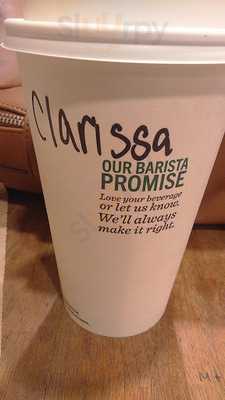 Clarissa
OUR BARISTA
PROMISE
Love your beverage
or let us know.
We'll always
make it right.
M+